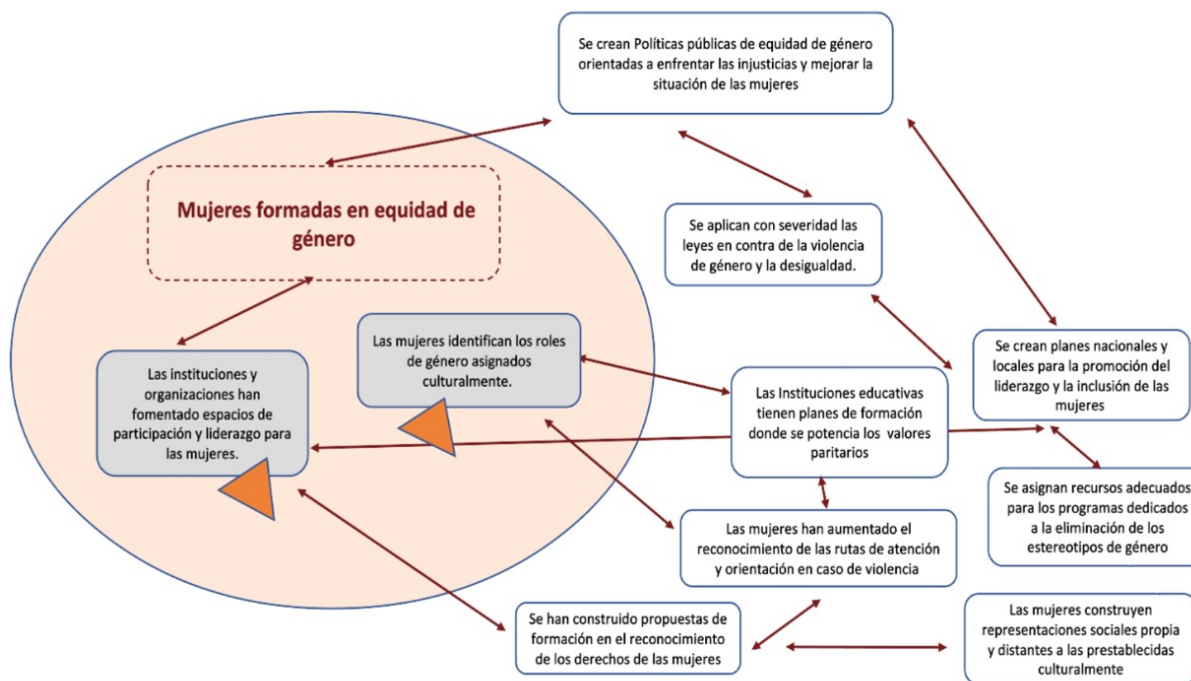 Se crean Políticas públicas de equidad de género
orientadas a enfrentar las injusticias y mejorar la
situación de las mujeres
Mujeres formadas en equidad de
género
Se aplican con severidad las
leyes en contra de la violencia
de género y la desigualdad.
Las mujeres identifican los roles
de género asignados
culturalmente.
Se crean planes nacionales y
locales para la promoción del
liderazgo y la inclusión de las
mujeres
Las instituciones y
organizaciones han
fomentado espacios de
participación y liderazgo para
las mujeres.
Las Instituciones educativas
tienen planes de formación
donde se potencia los valores
paritarios
Se asignan recursos adecuados
para los programas dedicados
a la eliminación de los
estereotipos de género
Las mujeres han aumentado el
reconocimiento de las rutas de atención
y orientación en caso de violencia
Se han construido propuestas de
formación en el reconocimiento
de los derechos de las mujeres
Las mujeres construyen
representaciones sociales propia
y distantes a las prestablecidas
culturalmente